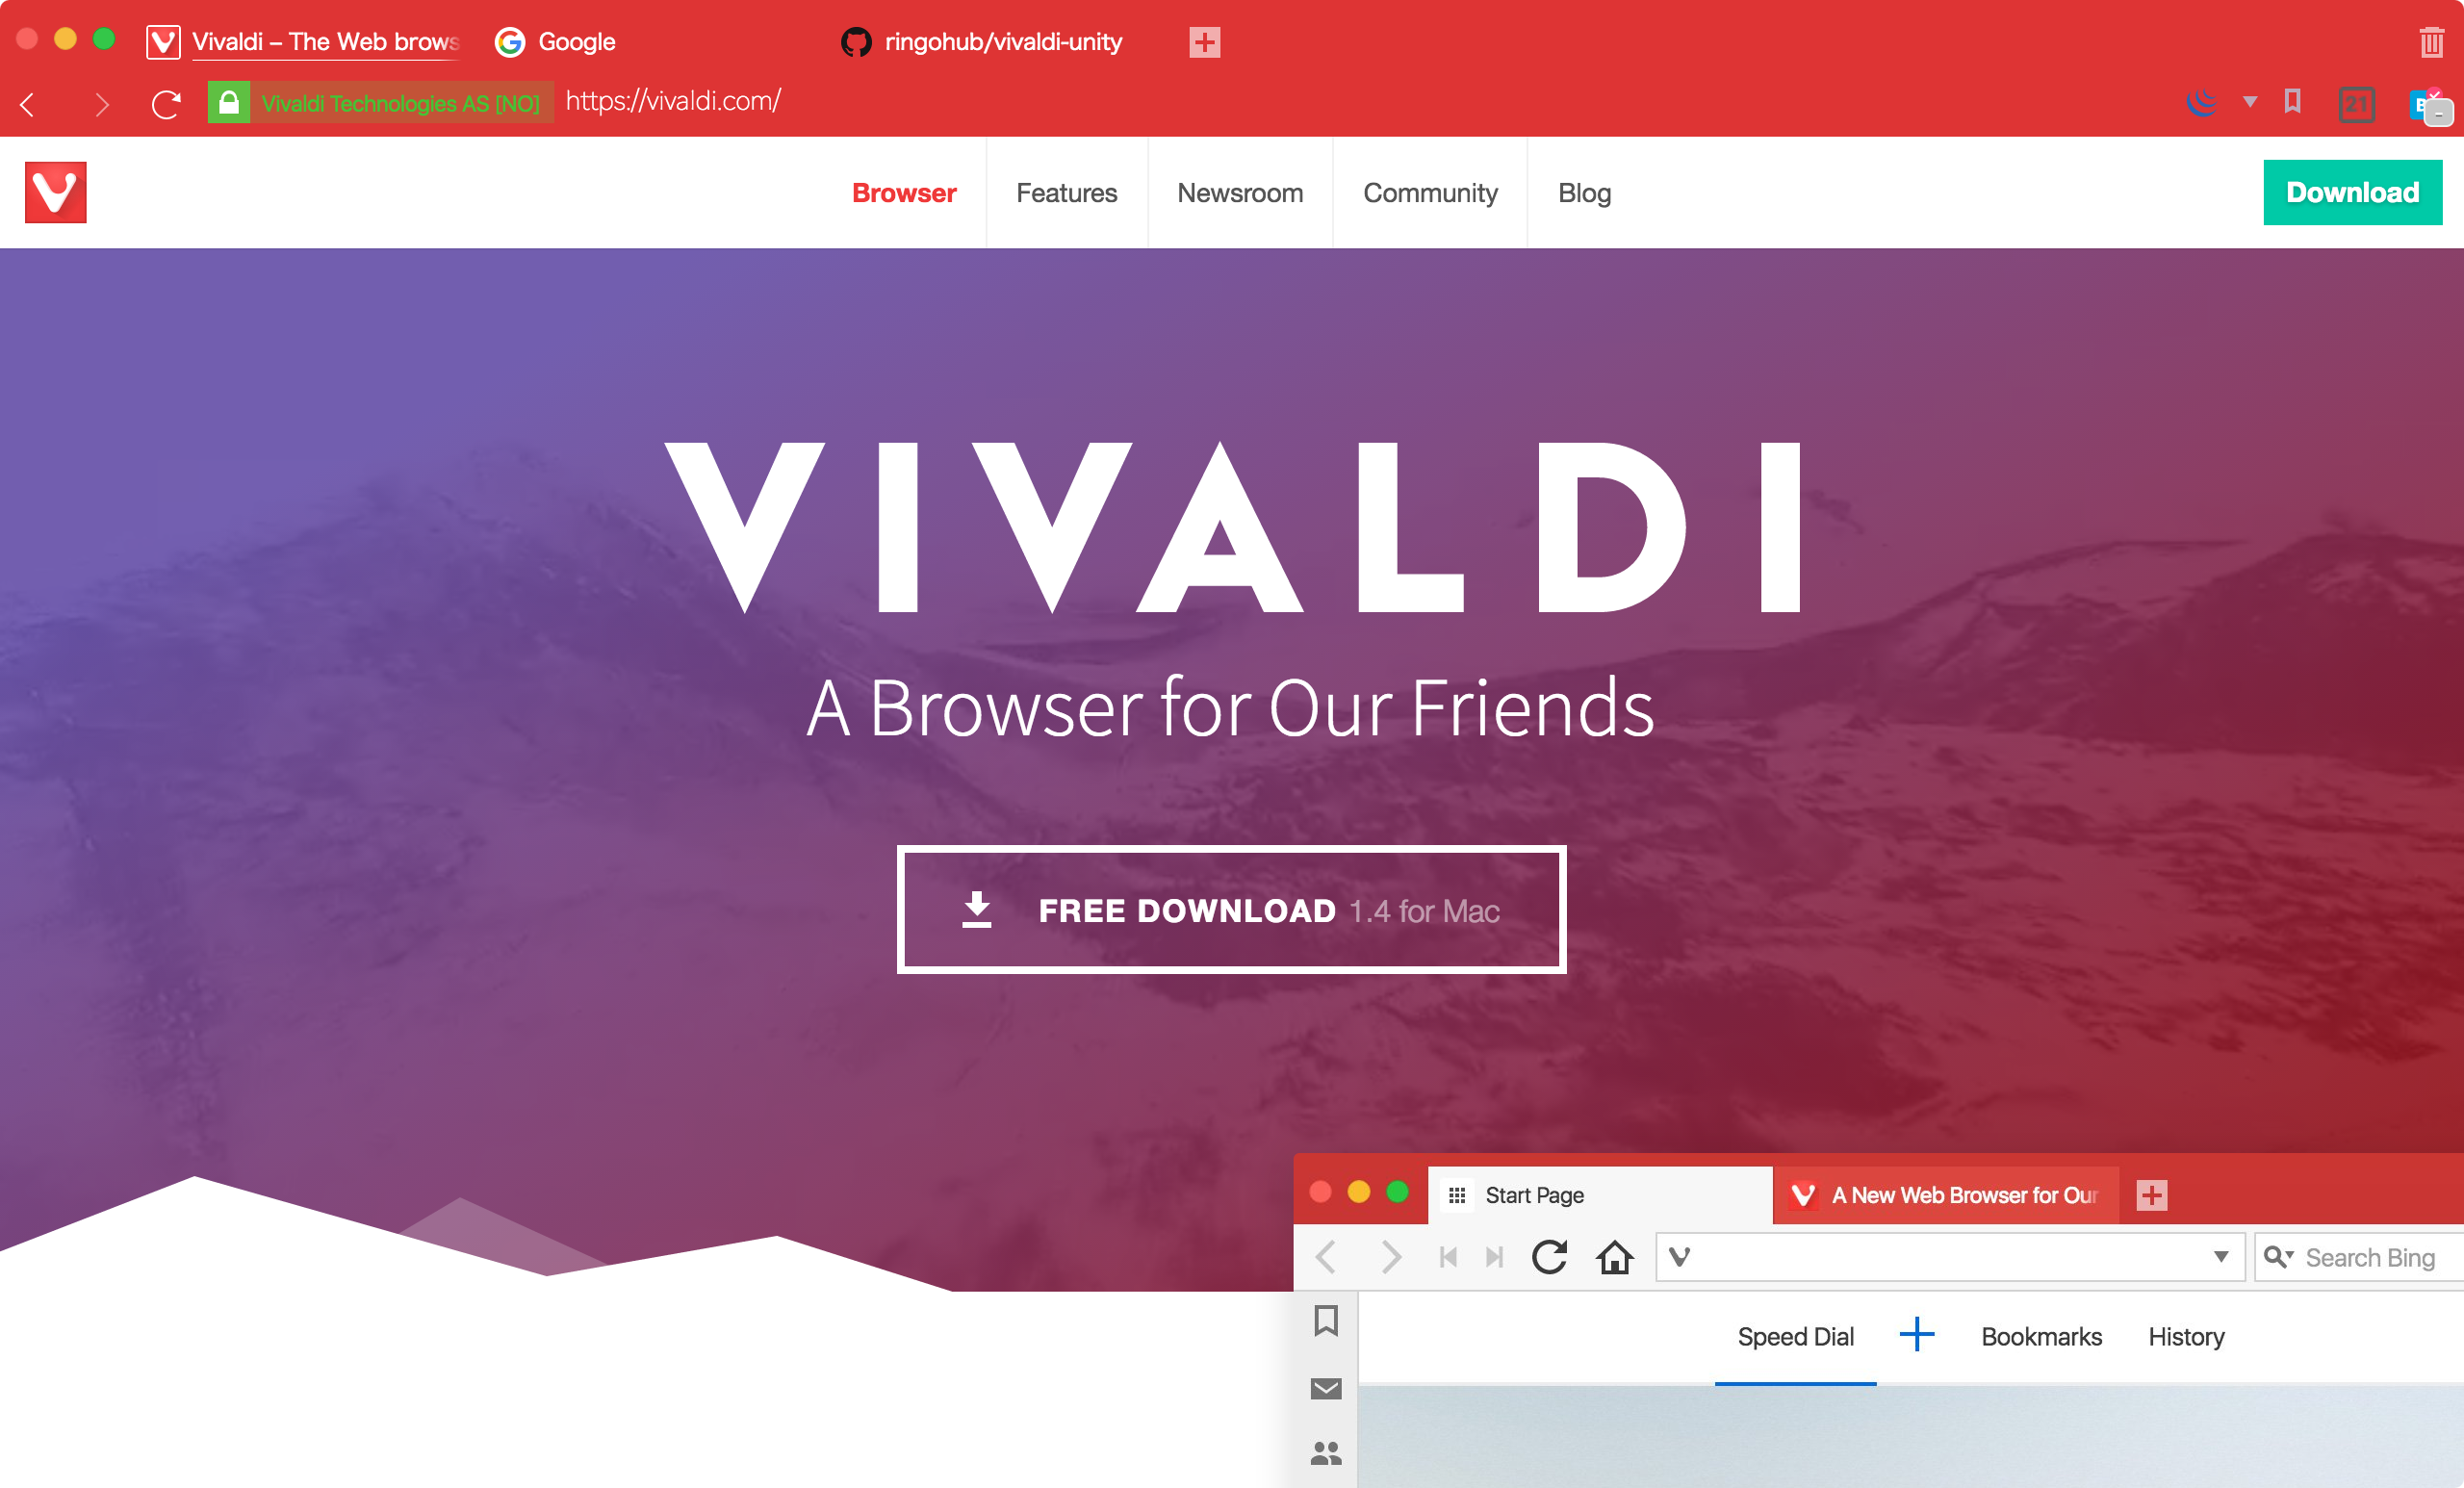 Vivaldi – The Web brows
Google
ringohub/vivaldi-unity
Vivaldi Technologies AS [NO] https://vivaldi.com/
21
Browser
Features
Newsroom
Community
Blog
Download
VIVALDI
A Browser for Our Friends
FREE DOWNLOAD 1.4 for Mac
Start Page
A New Web Browser for Our
Search Bing
Speed Dial
Bookmarks
History